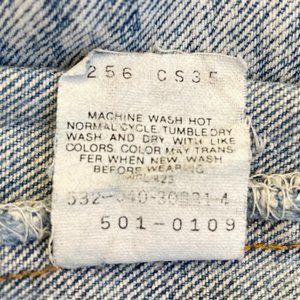 256 CS35
MACHINE WASH HOT
NORMAL CYCLE, TUMBLE DRY
WASH AND DRY WITH LIKE
COLORS. COLOR MAY TRANS
FER WHEN NEW. WASH
BEFORE WEARING
501-0109